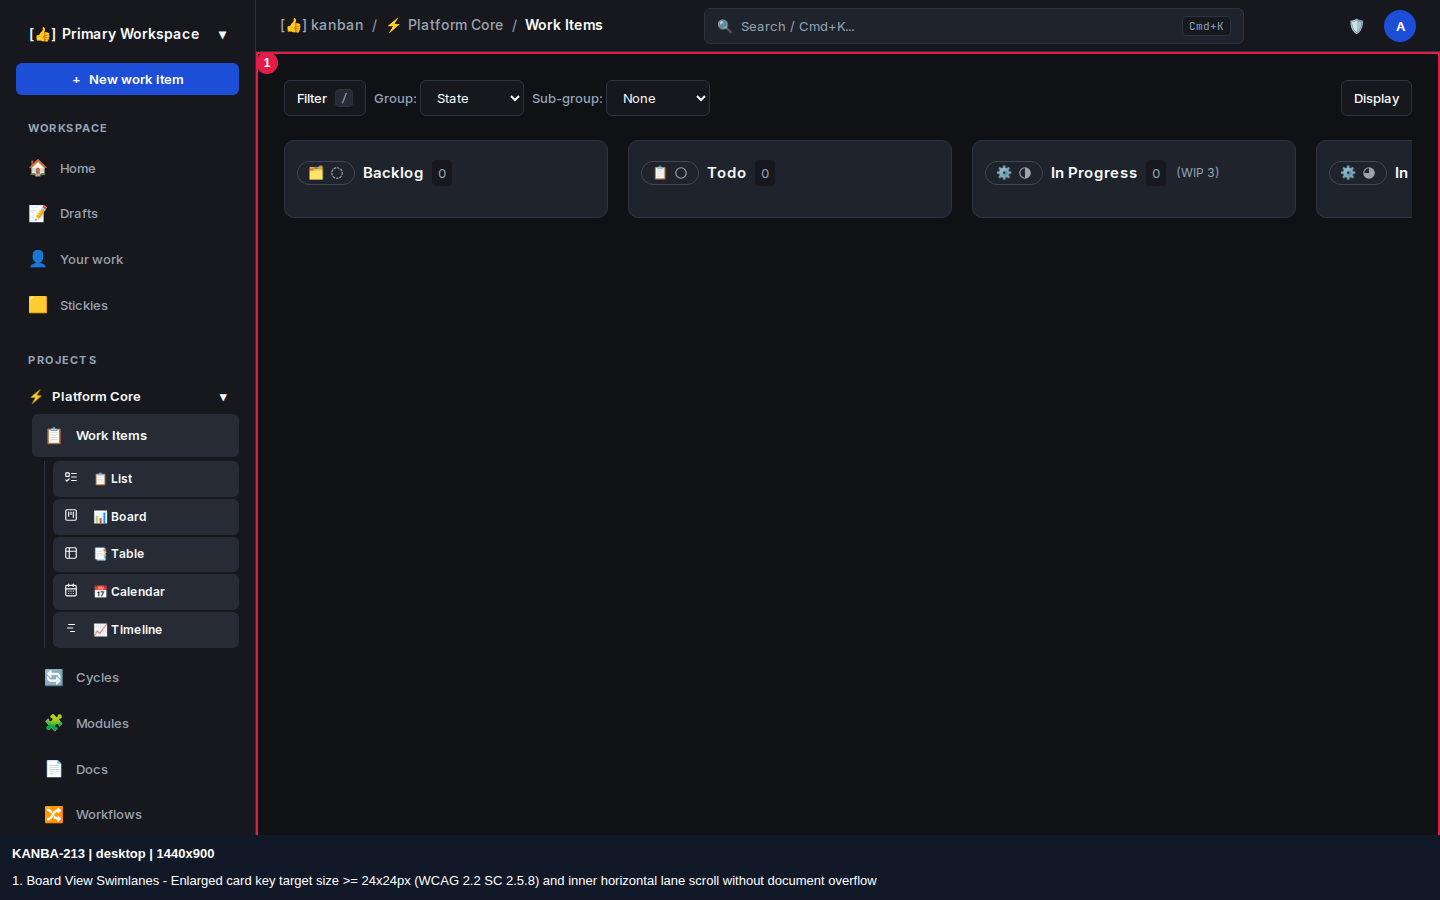 [👍] Primary Workspace ▼
+ New work item
WORKSPACE
🏠 Home
📝 Drafts
👤 Your work
🟨 Stickies
PROJECTS
⚡ Platform Core ▼
📋 Work Items
📋 List
📊 Board
📑 Table
📅 Calendar
📈 Timeline
🔄 Cycles
🧩 Modules
📄 Docs
🔀 Workflows
[👍] kanban / ⚡ Platform Core / Work Items
🔍 Search / Cmd+K... Cmd+K
🛡️ A
1
Filter / Group: State Sub-group: None Display
🗂️ Backlog 0
📋 Todo 0
⚙️ In Progress 0 (WIP 3)
⚙️ In
KANBA-213 | desktop | 1440x900
1. Board View Swimlanes - Enlarged card key target size >= 24x24px (WCAG 2.2 SC 2.5.8) and inner horizontal lane scroll without document overflow